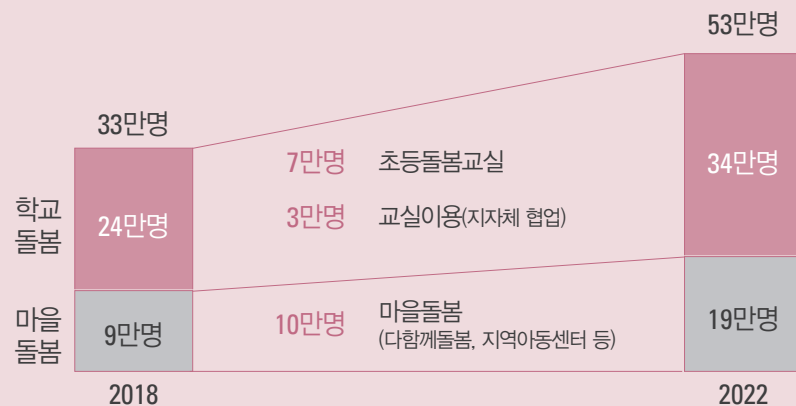 53만명
33만명
7만명 초등돌봄교실
34만명
학교
돌봄
24만명
3만명 교실이용(지자체 협업)
마을
돌봄
9만명
10만명 마을돌봄
(다함께돌봄, 지역아동센터 등)
19만명
2018
2022